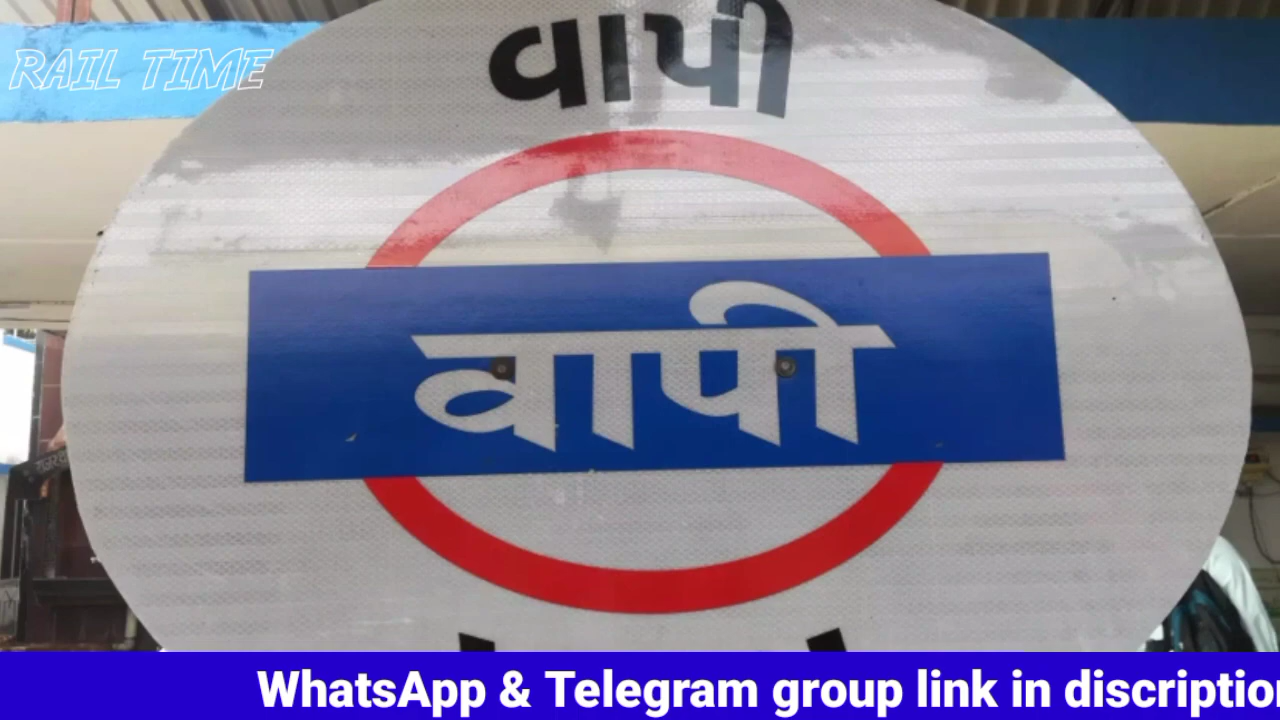 RAIL TIME
વાપી
वापी
WhatsApp & Telegram group link in discription